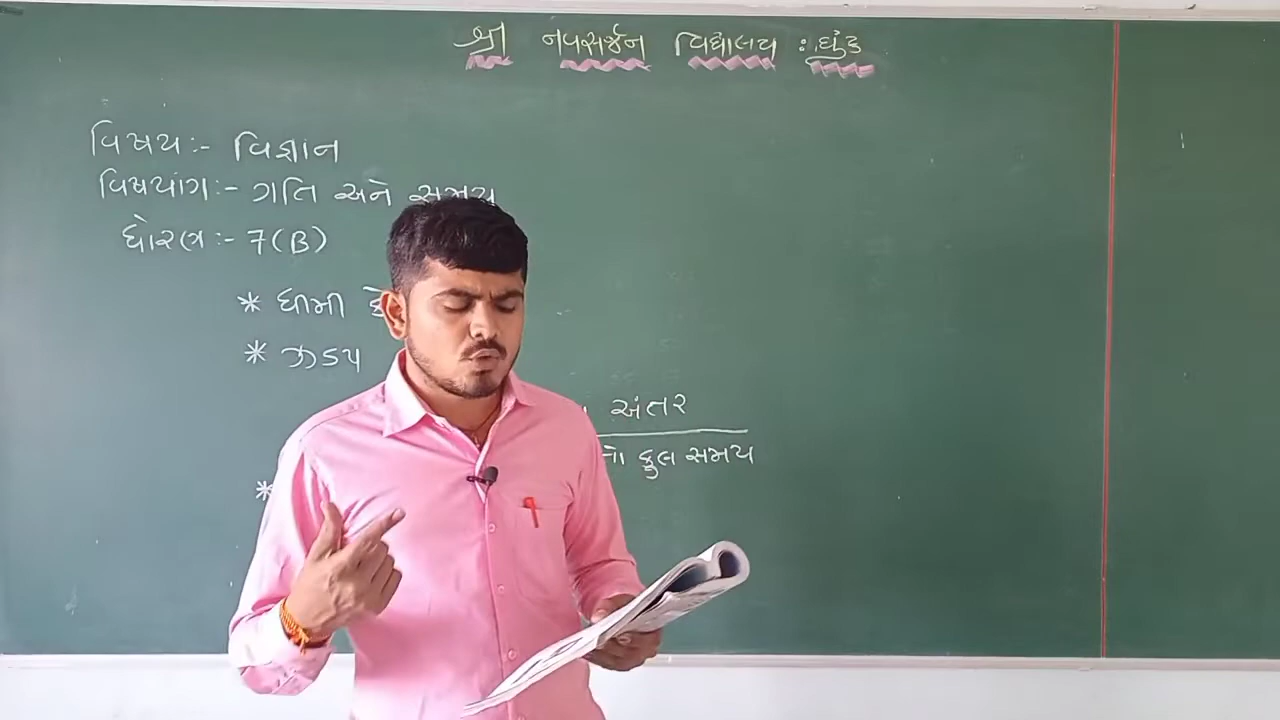 શ્રી નવસર્જન વિદ્યાલય : ઘુંટ
વિષય :- વિજ્ઞાન
વિષયાંગ :- ગતિ અને સમય
ધોરણ :- 7(B)
* ધીમી
* ઝડપ
અંતર
કુલ સમય
*